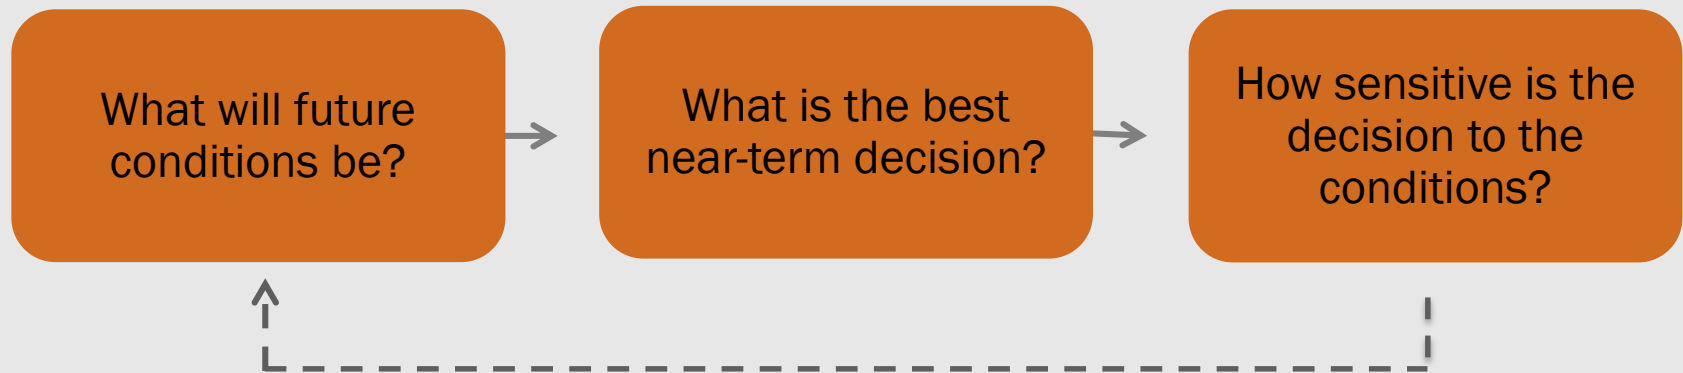 What will future
conditions be?
What is the best
near-term decision?
How sensitive is the
decision to the
conditions?